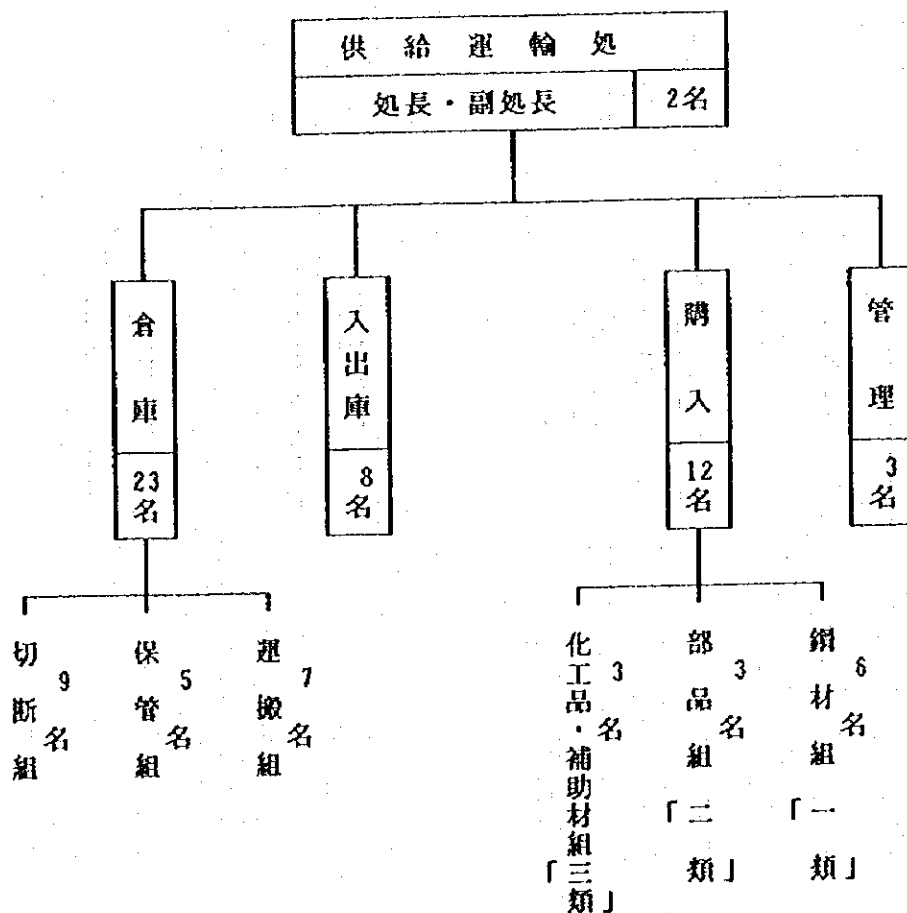 供給運輸処
処長・副処長
2名
管理
3名
購入
12名
入出庫
8名
倉庫
23名
鋼材組「一類」
6名
部品組「二類」
3名
化工品・補助材組「三類」
3名
運搬組
7名
保管組
5名
切断組
9名